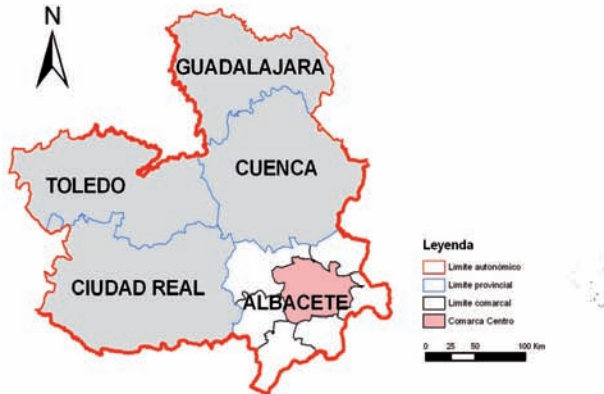 N
GUADALAJARA
CUENCA
TOLEDO
CIUDAD REAL
ALBACETE
Leyenda
Límite autonómico
Límite provincial
Límite comarcal
Comarca Centro
0 25 50 100 Km